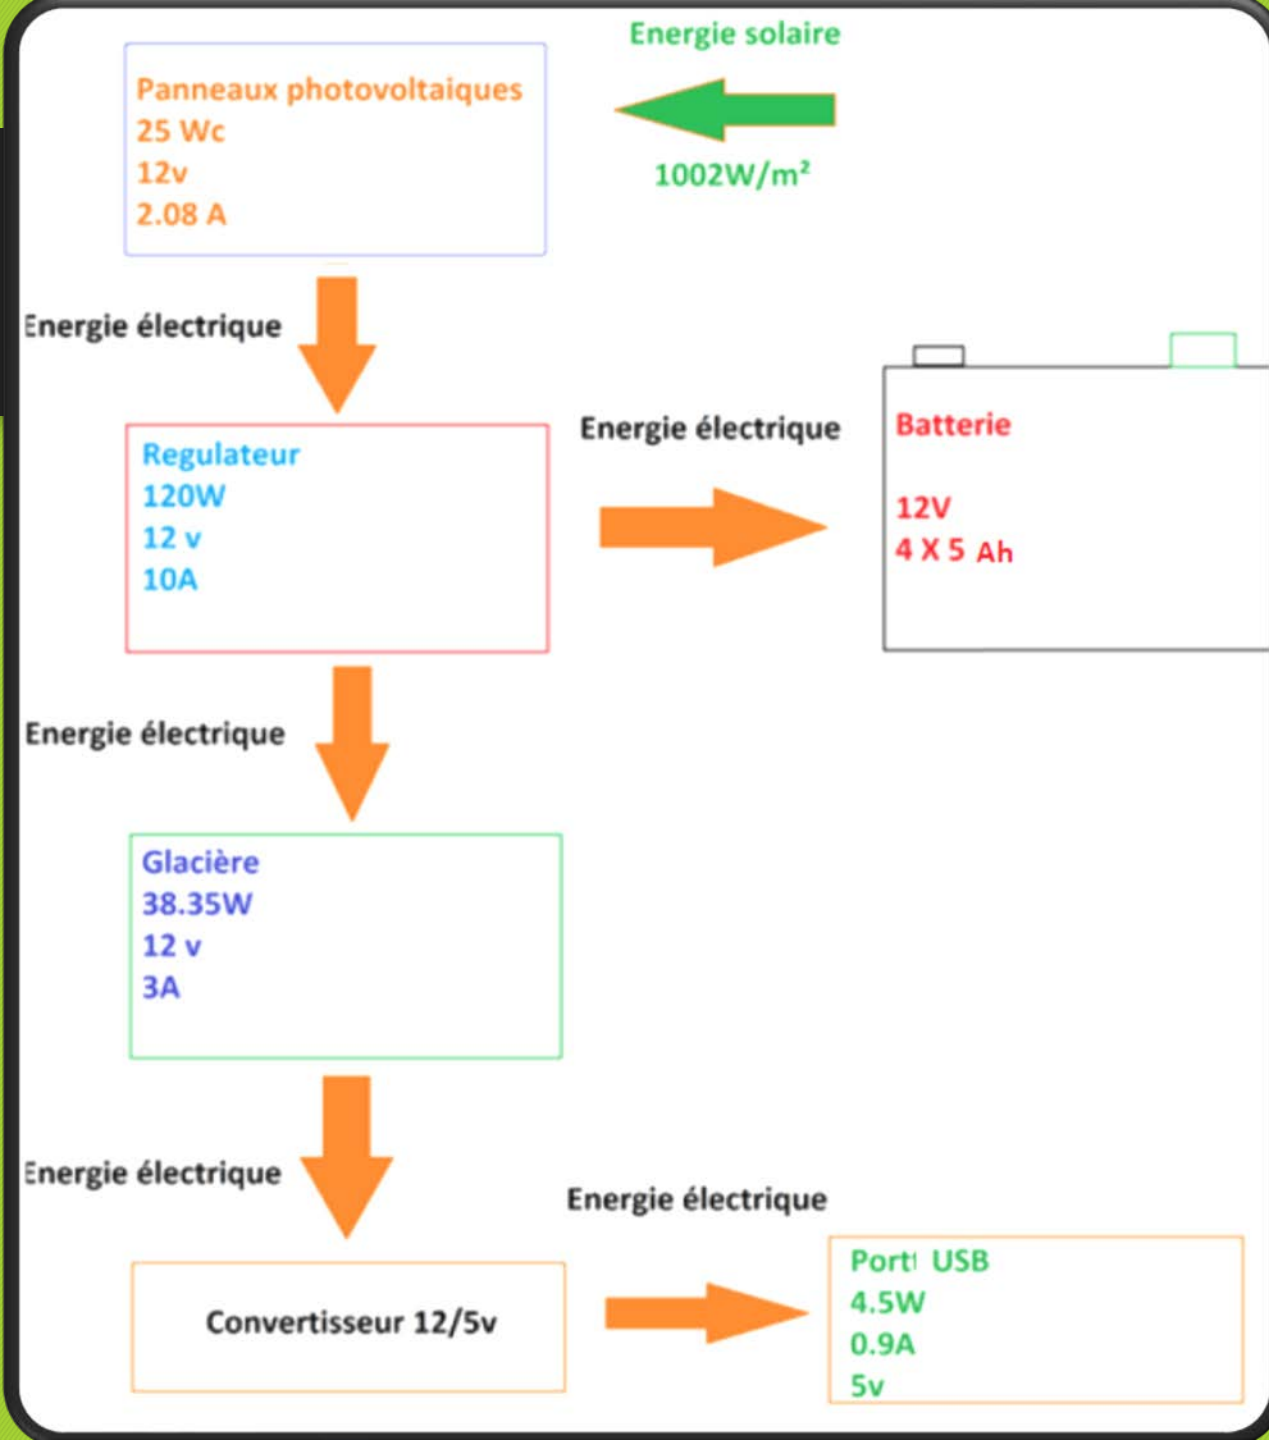 Energie solaire
Panneaux photovoltaiques
25 Wc
12v
2.08 A
1002W/m²
Energie électrique
Regulateur
120W
12 v
10A
Energie électrique
Batterie
12V
4 X 5 Ah
Energie électrique
Glacière
38.35W
12 v
3A
Energie électrique
Convertisseur 12/5v
Energie électrique
Port USB
4.5W
0.9A
5v